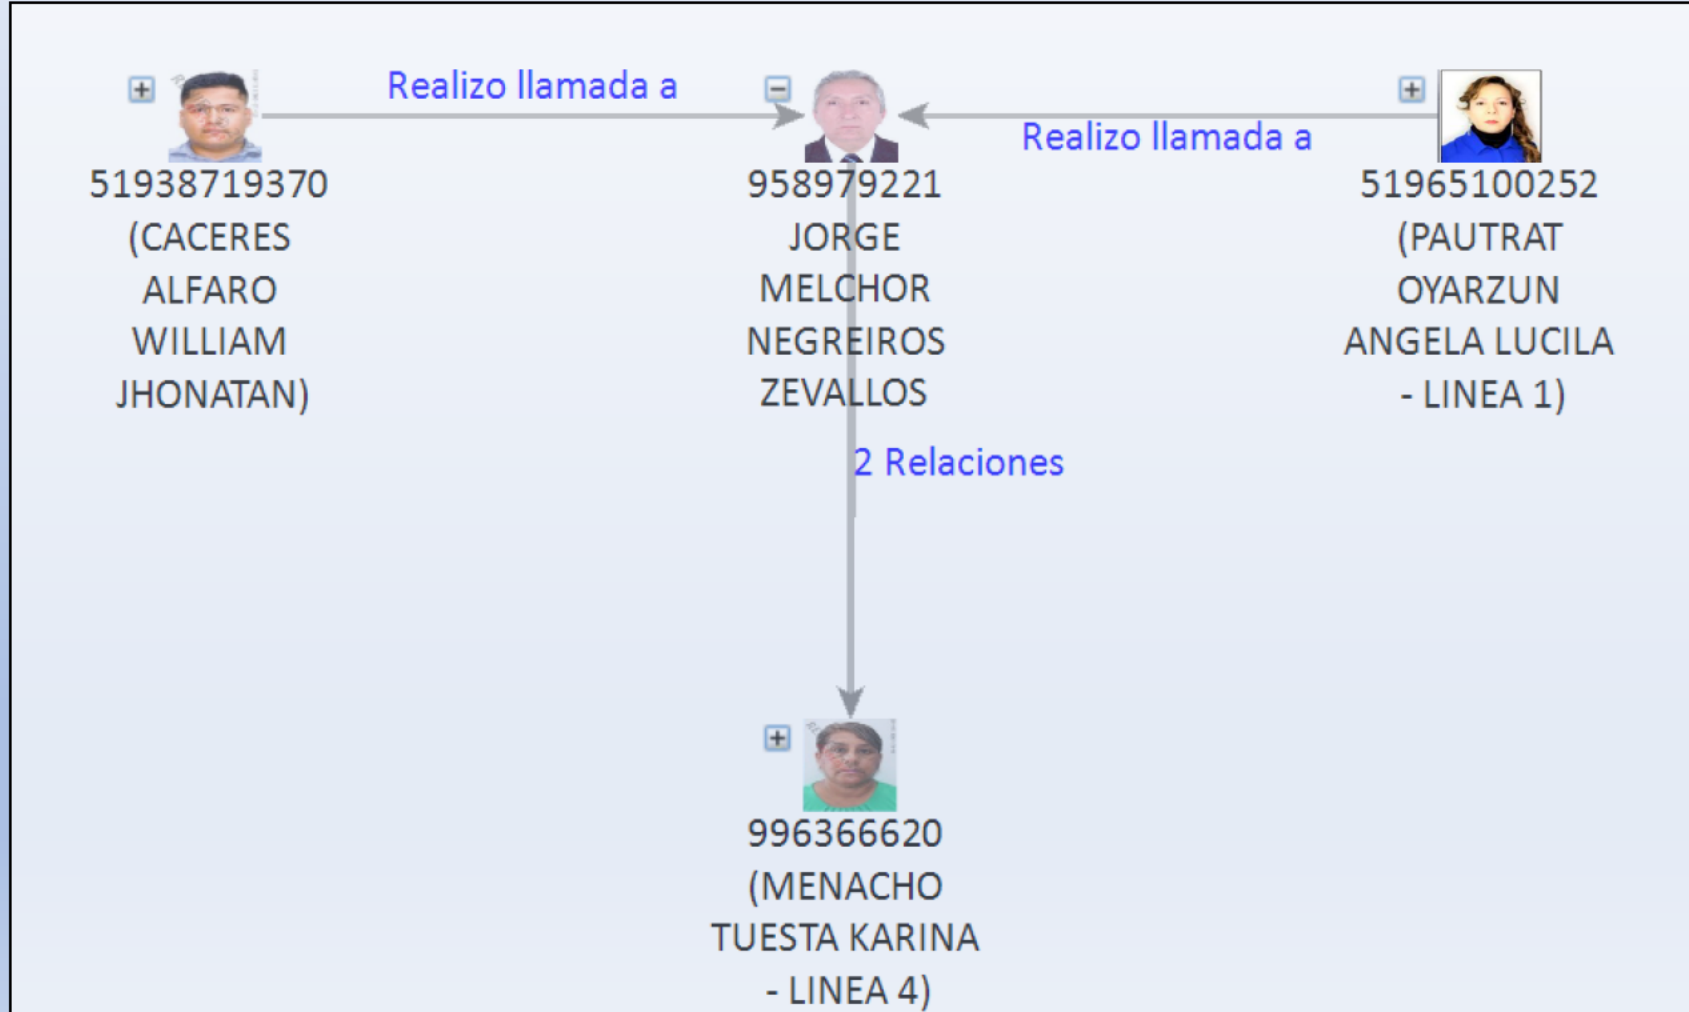 Realizo llamada a
Realizo llamada a
51938719370
(CACERES
ALFARO
WILLIAM
JHONATAN)
958979221
JORGE
MELCHOR
NEGREIROS
ZEVALLOS
51965100252
(PAUTRAT
OYARZUN
ANGELA LUCILA
- LINEA 1)
2 Relaciones
996366620
(MENACHO
TUESTA KARINA
- LINEA 4)